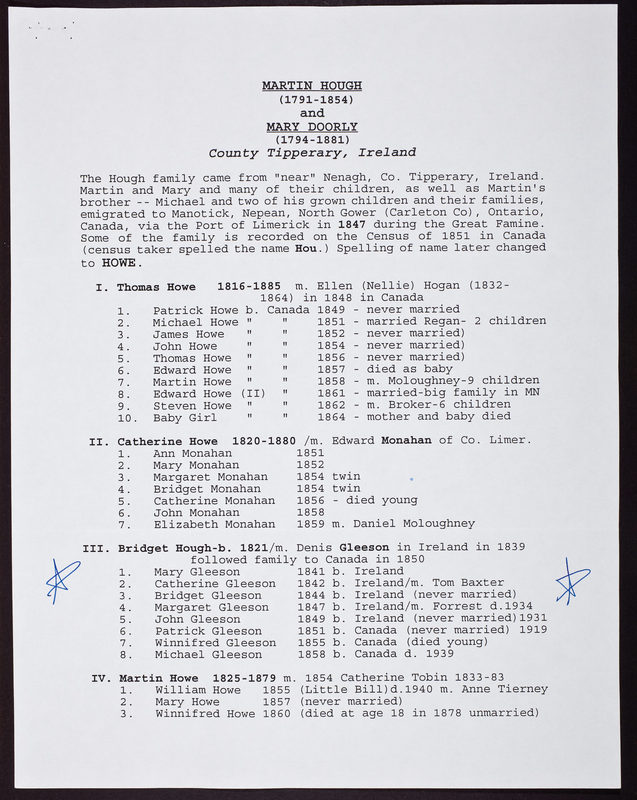 MARTIN HOUGH
(1791-1854)
and
MARY DOORLY
(1794-1881)
County Tipperary, Ireland
The Hough family came from "near" Nenagh, Co. Tipperary, Ireland.
Martin and Mary and many of their children, as well as Martin's
brother -- Michael and two of his grown children and their families,
emigrated to Manotick, Nepean, North Gower (Carleton Co), Ontario,
Canada, via the Port of Limerick in 1847 during the Great Famine.
Some of the family is recorded on the Census of 1851 in Canada
(census taker spelled the name Hou.) Spelling of name later changed
to HOWE.
I. Thomas Howe 1816-1885 m. Ellen (Nellie) Hogan (1832-
1864) in 1848 in Canada
1. Patrick Howe b. Canada 1849 - never married
2. Michael Howe " " 1851 - married Regan- 2 children
3. James Howe " " 1852 - never married)
4. John Howe " " 1854 - never married)
5. Thomas Howe " " 1856 - never married)
6. Edward Howe " " 1857 - died as baby
7. Martin Howe " " 1858 - m. Moloughney-9 children
8. Edward Howe (II) " 1861 - married-big family in MN
9. Steven Howe " " 1862 - m. Broker-6 children
10. Baby Girl " " 1864 - mother and baby died
II. Catherine Howe 1820-1880 /m. Edward Monahan of Co. Limer.
1. Ann Monahan 1851
2. Mary Monahan 1852
3. Margaret Monahan 1854 twin
4. Bridget Monahan 1854 twin
5. Catherine Monahan 1856 - died young
6. John Monahan 1858
7. Elizabeth Monahan 1859 m. Daniel Moloughney
III. Bridget Hough-b. 1821/m. Denis Gleeson in Ireland in 1839
followed family to Canada in 1850
1. Mary Gleeson 1841 b. Ireland
2. Catherine Gleeson 1842 b. Ireland/m. Tom Baxter
3. Bridget Gleeson 1844 b. Ireland (never married)
4. Margaret Gleeson 1847 b. Ireland/m. Forrest d.1934
5. John Gleeson 1849 b. Ireland (never married)1931
6. Patrick Gleeson 1851 b. Canada (never married) 1919
7. Winnifred Gleeson 1855 b. Canada (died young)
8. Michael Gleeson 1858 b. Canada d. 1939
IV. Martin Howe 1825-1879 m. 1854 Catherine Tobin 1833-83
1. William Howe 1855 (Little Bill)d.1940 m. Anne Tierney
2. Mary Howe 1857 (never married)
3. Winnifred Howe 1860 (died at age 18 in 1878 unmarried)